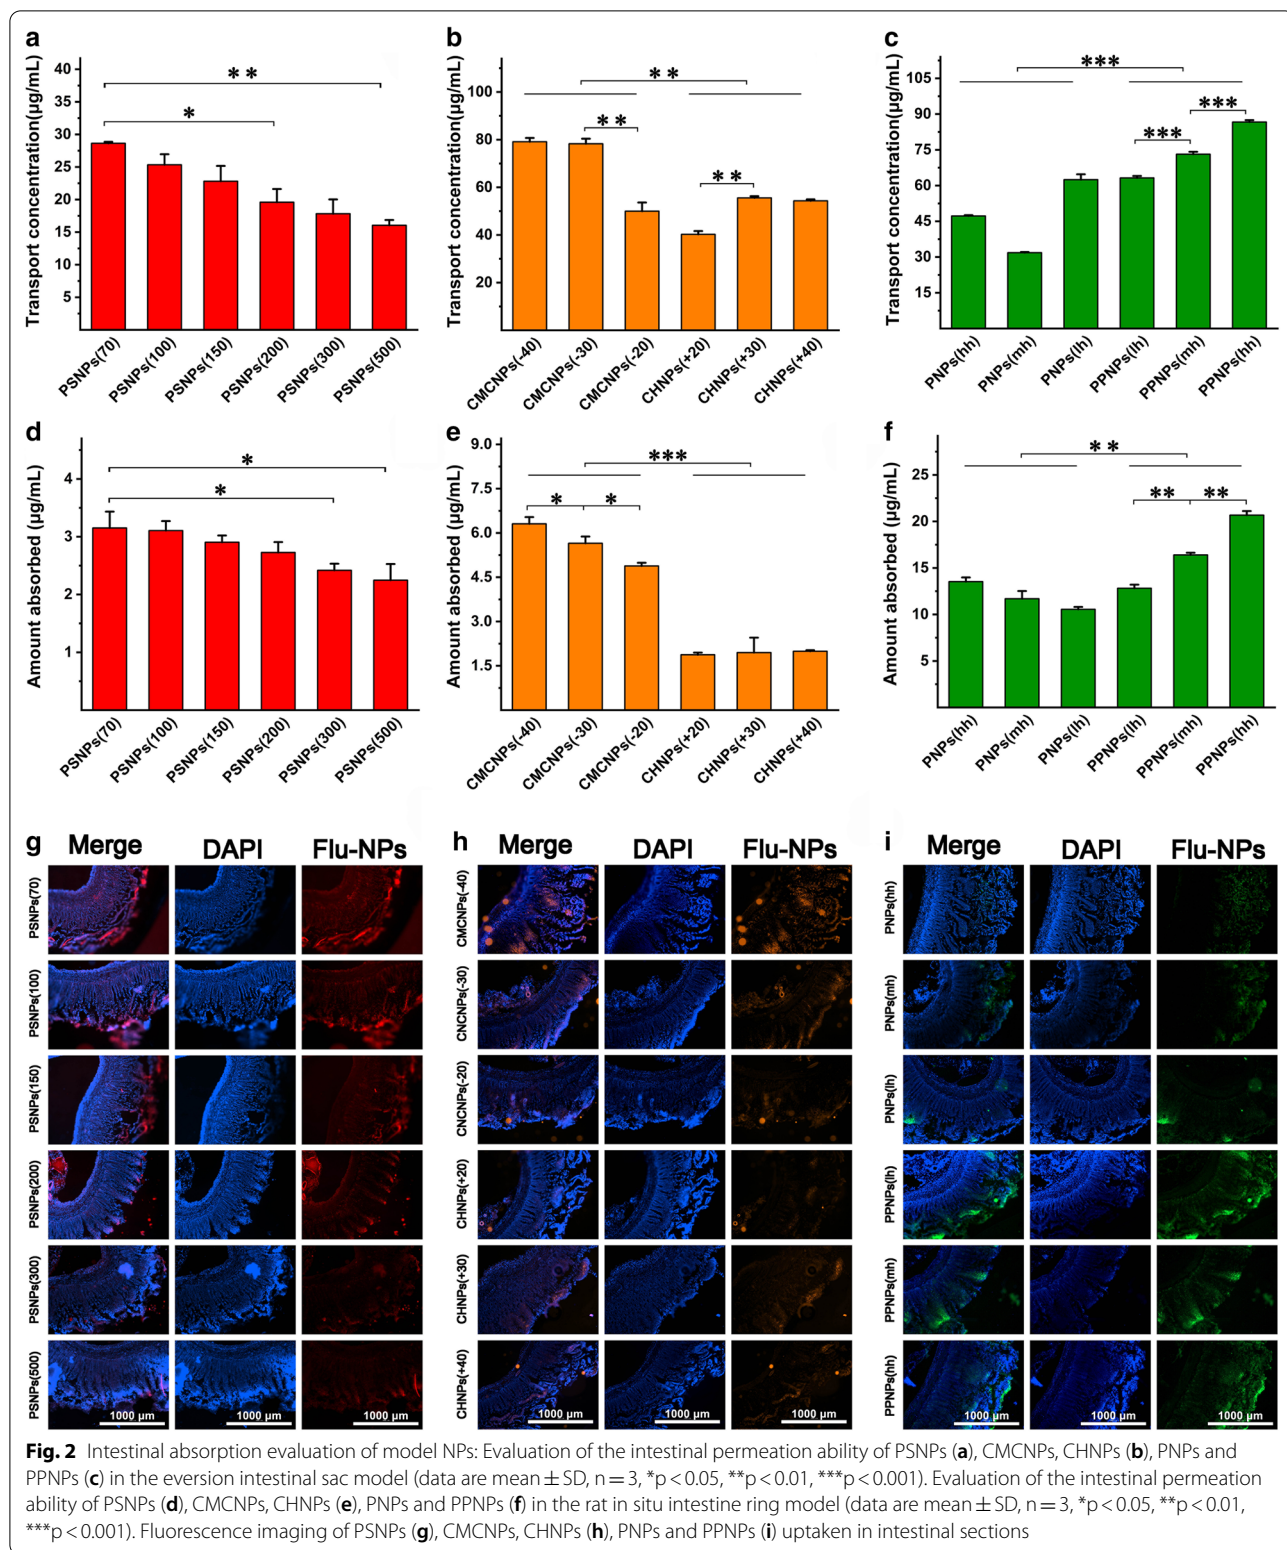 a
Transport concentration(µg/mL)
40
35
30
25
20
15
10
5
**
*
PSNPs(70)
PSNPs(100)
PSNPs(150)
PSNPs(200)
PSNPs(300)
PSNPs(500)
b
Transport concentration(µg/mL)
100
80
60
40
20
**
**
**
CMCNPs(-40)
CMCNPs(-30)
CMCNPs(-20)
CHNPs(+20)
CHNPs(+30)
CHNPs(+40)
c
Transport concentration(µg/mL)
105
90
75
60
45
30
15
***
***
***
PNPs(hh)
PNPs(mh)
PNPs(lh)
PPNPs(lh)
PPNPs(mh)
PPNPs(hh)
d
Amount absorbed (µg/mL)
4
3
2
1
*
*
PSNPs(70)
PSNPs(100)
PSNPs(150)
PSNPs(200)
PSNPs(300)
PSNPs(500)
e
Amount absorbed (µg/mL)
9.0
7.5
6.0
4.5
3.0
1.5
***
*
*
CMCNPs(-40)
CMCNPs(-30)
CMCNPs(-20)
CHNPs(+20)
CHNPs(+30)
CHNPs(+40)
f
Amount absorbed (µg/mL)
25
20
15
10
5
**
**
**
PNPs(hh)
PNPs(mh)
PNPs(lh)
PPNPs(lh)
PPNPs(mh)
PPNPs(hh)
g
Merge DAPI Flu-NPs
PSNPs(70)
PSNPs(100)
PSNPs(150)
PSNPs(200)
PSNPs(300)
PSNPs(500)
1000 µm 1000 µm 1000 µm
h
Merge DAPI Flu-NPs
CMCNPs(-40)
CNCNPs(-30)
CNCNPs(-20)
CHNPs(+20)
CHNPs(+30)
CHNPs(+40)
1000 µm 1000 µm 1000 µm
i
Merge DAPI Flu-NPs
PNPs(hh)
PNPs(mh)
PNPs(lh)
PPNPs(lh)
PPNPs(mh)
PPNPs(hh)
1000 µm 1000 µm 1000 µm
Fig. 2 Intestinal absorption evaluation of model NPs: Evaluation of the intestinal permeation ability of PSNPs (a), CMCNPs, CHNPs (b), PNPs and
PPNPs (c) in the eversion intestinal sac model (data are mean ± SD, n = 3, *p < 0.05, **p < 0.01, ***p < 0.001). Evaluation of the intestinal permeation
ability of PSNPs (d), CMCNPs, CHNPs (e), PNPs and PPNPs (f) in the rat in situ intestine ring model (data are mean ± SD, n = 3, *p < 0.05, **p < 0.01,
***p < 0.001). Fluorescence imaging of PSNPs (g), CMCNPs, CHNPs (h), PNPs and PPNPs (i) uptaken in intestinal sections